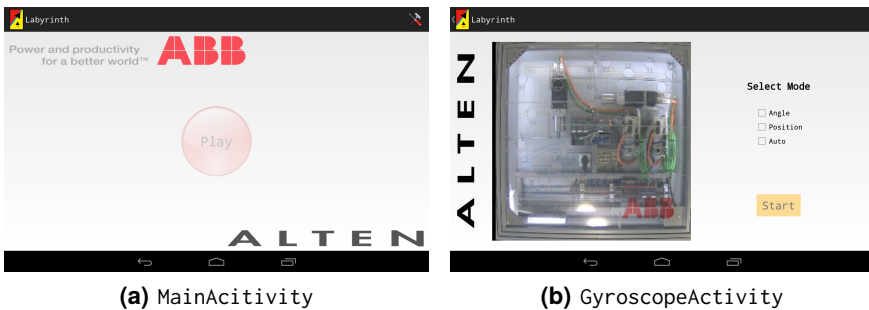 Labyrinth
Power and productivity
for a better world™
ABB
Play
ALTEN
(a) MainAcitivity
Labyrinth
ALTEN
ABB
Select Mode
Angle
Position
Auto
Start
(b) GyroscopeActivity